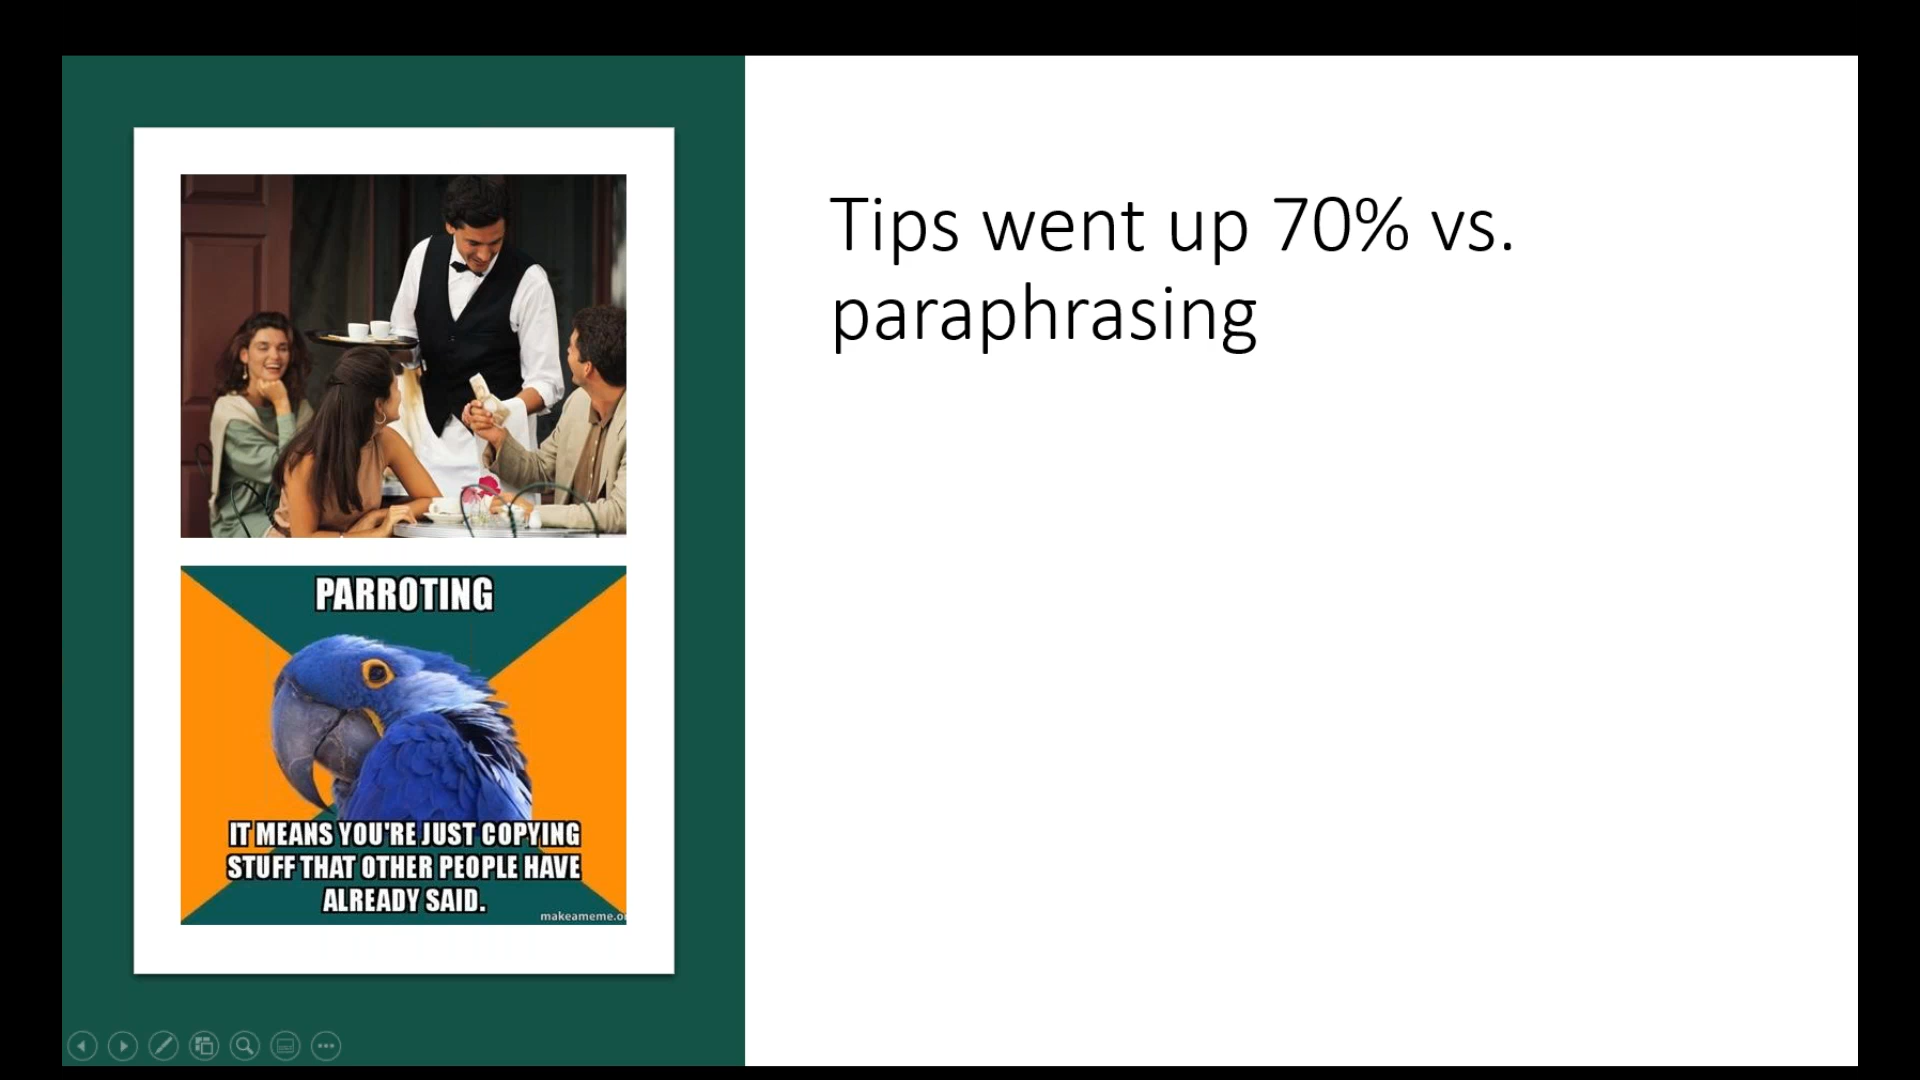 Tips went up 70% vs.
paraphrasing
PARROTING
IT MEANS YOU'RE JUST COPYING
STUFF THAT OTHER PEOPLE HAVE
ALREADY SAID.
makeameme.o